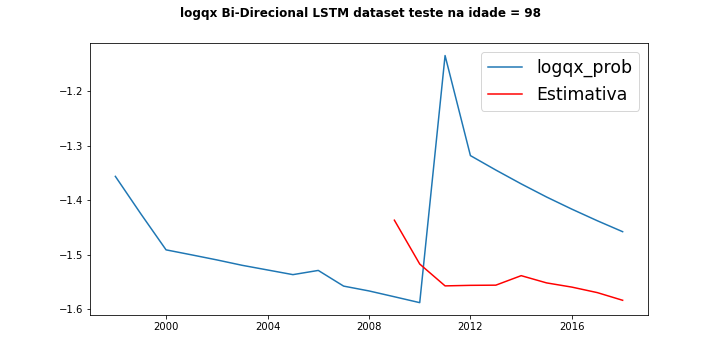 logqx Bi-Direcional LSTM dataset teste na idade = 98
logqx_prob
Estimativa
−1.2
−1.3
−1.4
−1.5
−1.6
2000 2004 2008 2012 2016